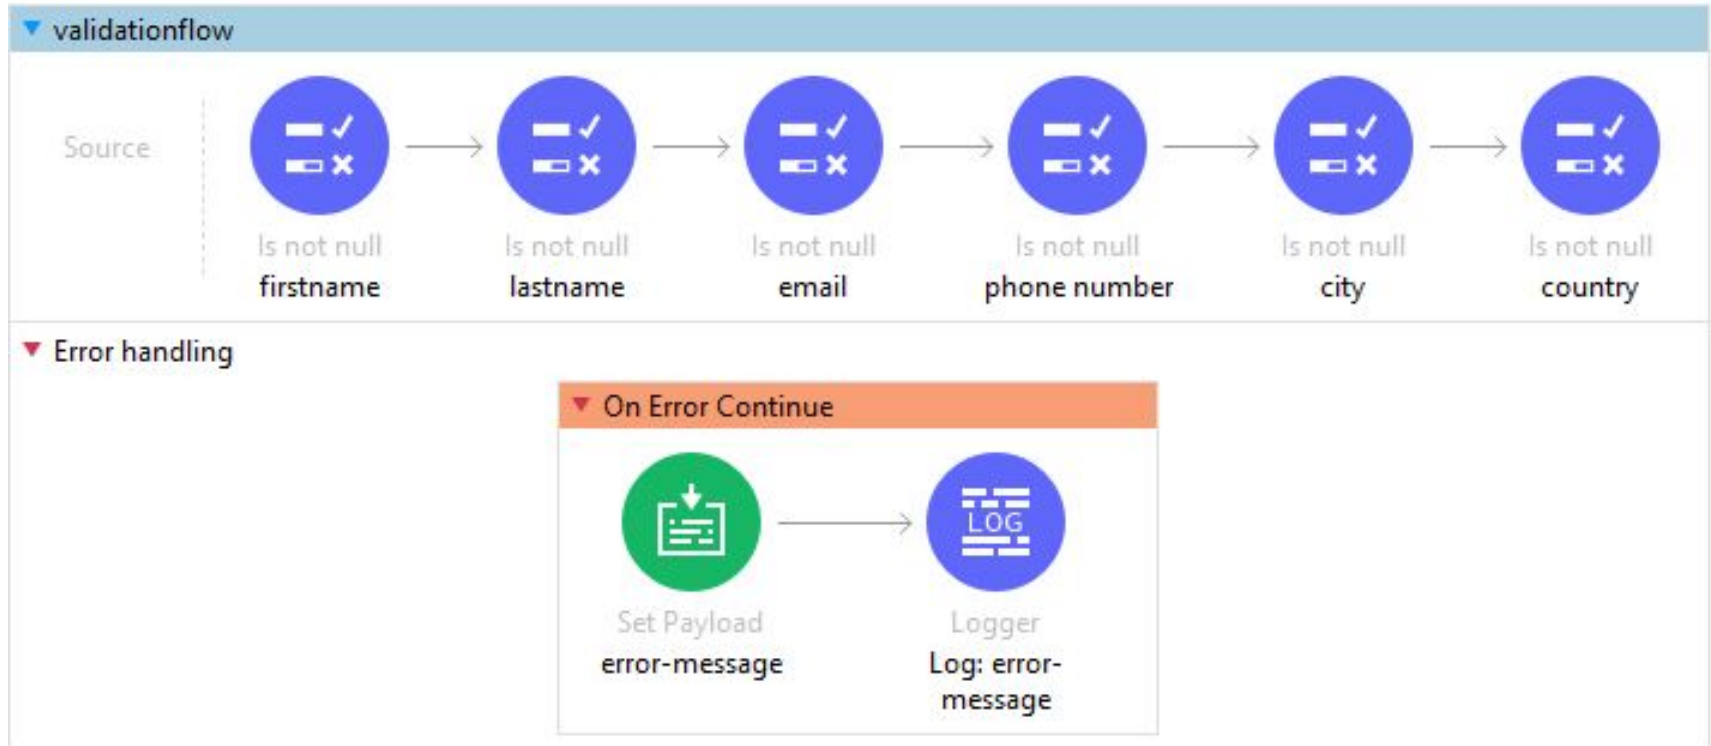 validationflow
Source
Is not null
Is not null
Is not null
Is not null
Is not null
Is not null
firstname
lastname
email
phone number
city
country
Error handling
On Error Continue
LOG
Set Payload
Logger
error-message
Log: error-
message